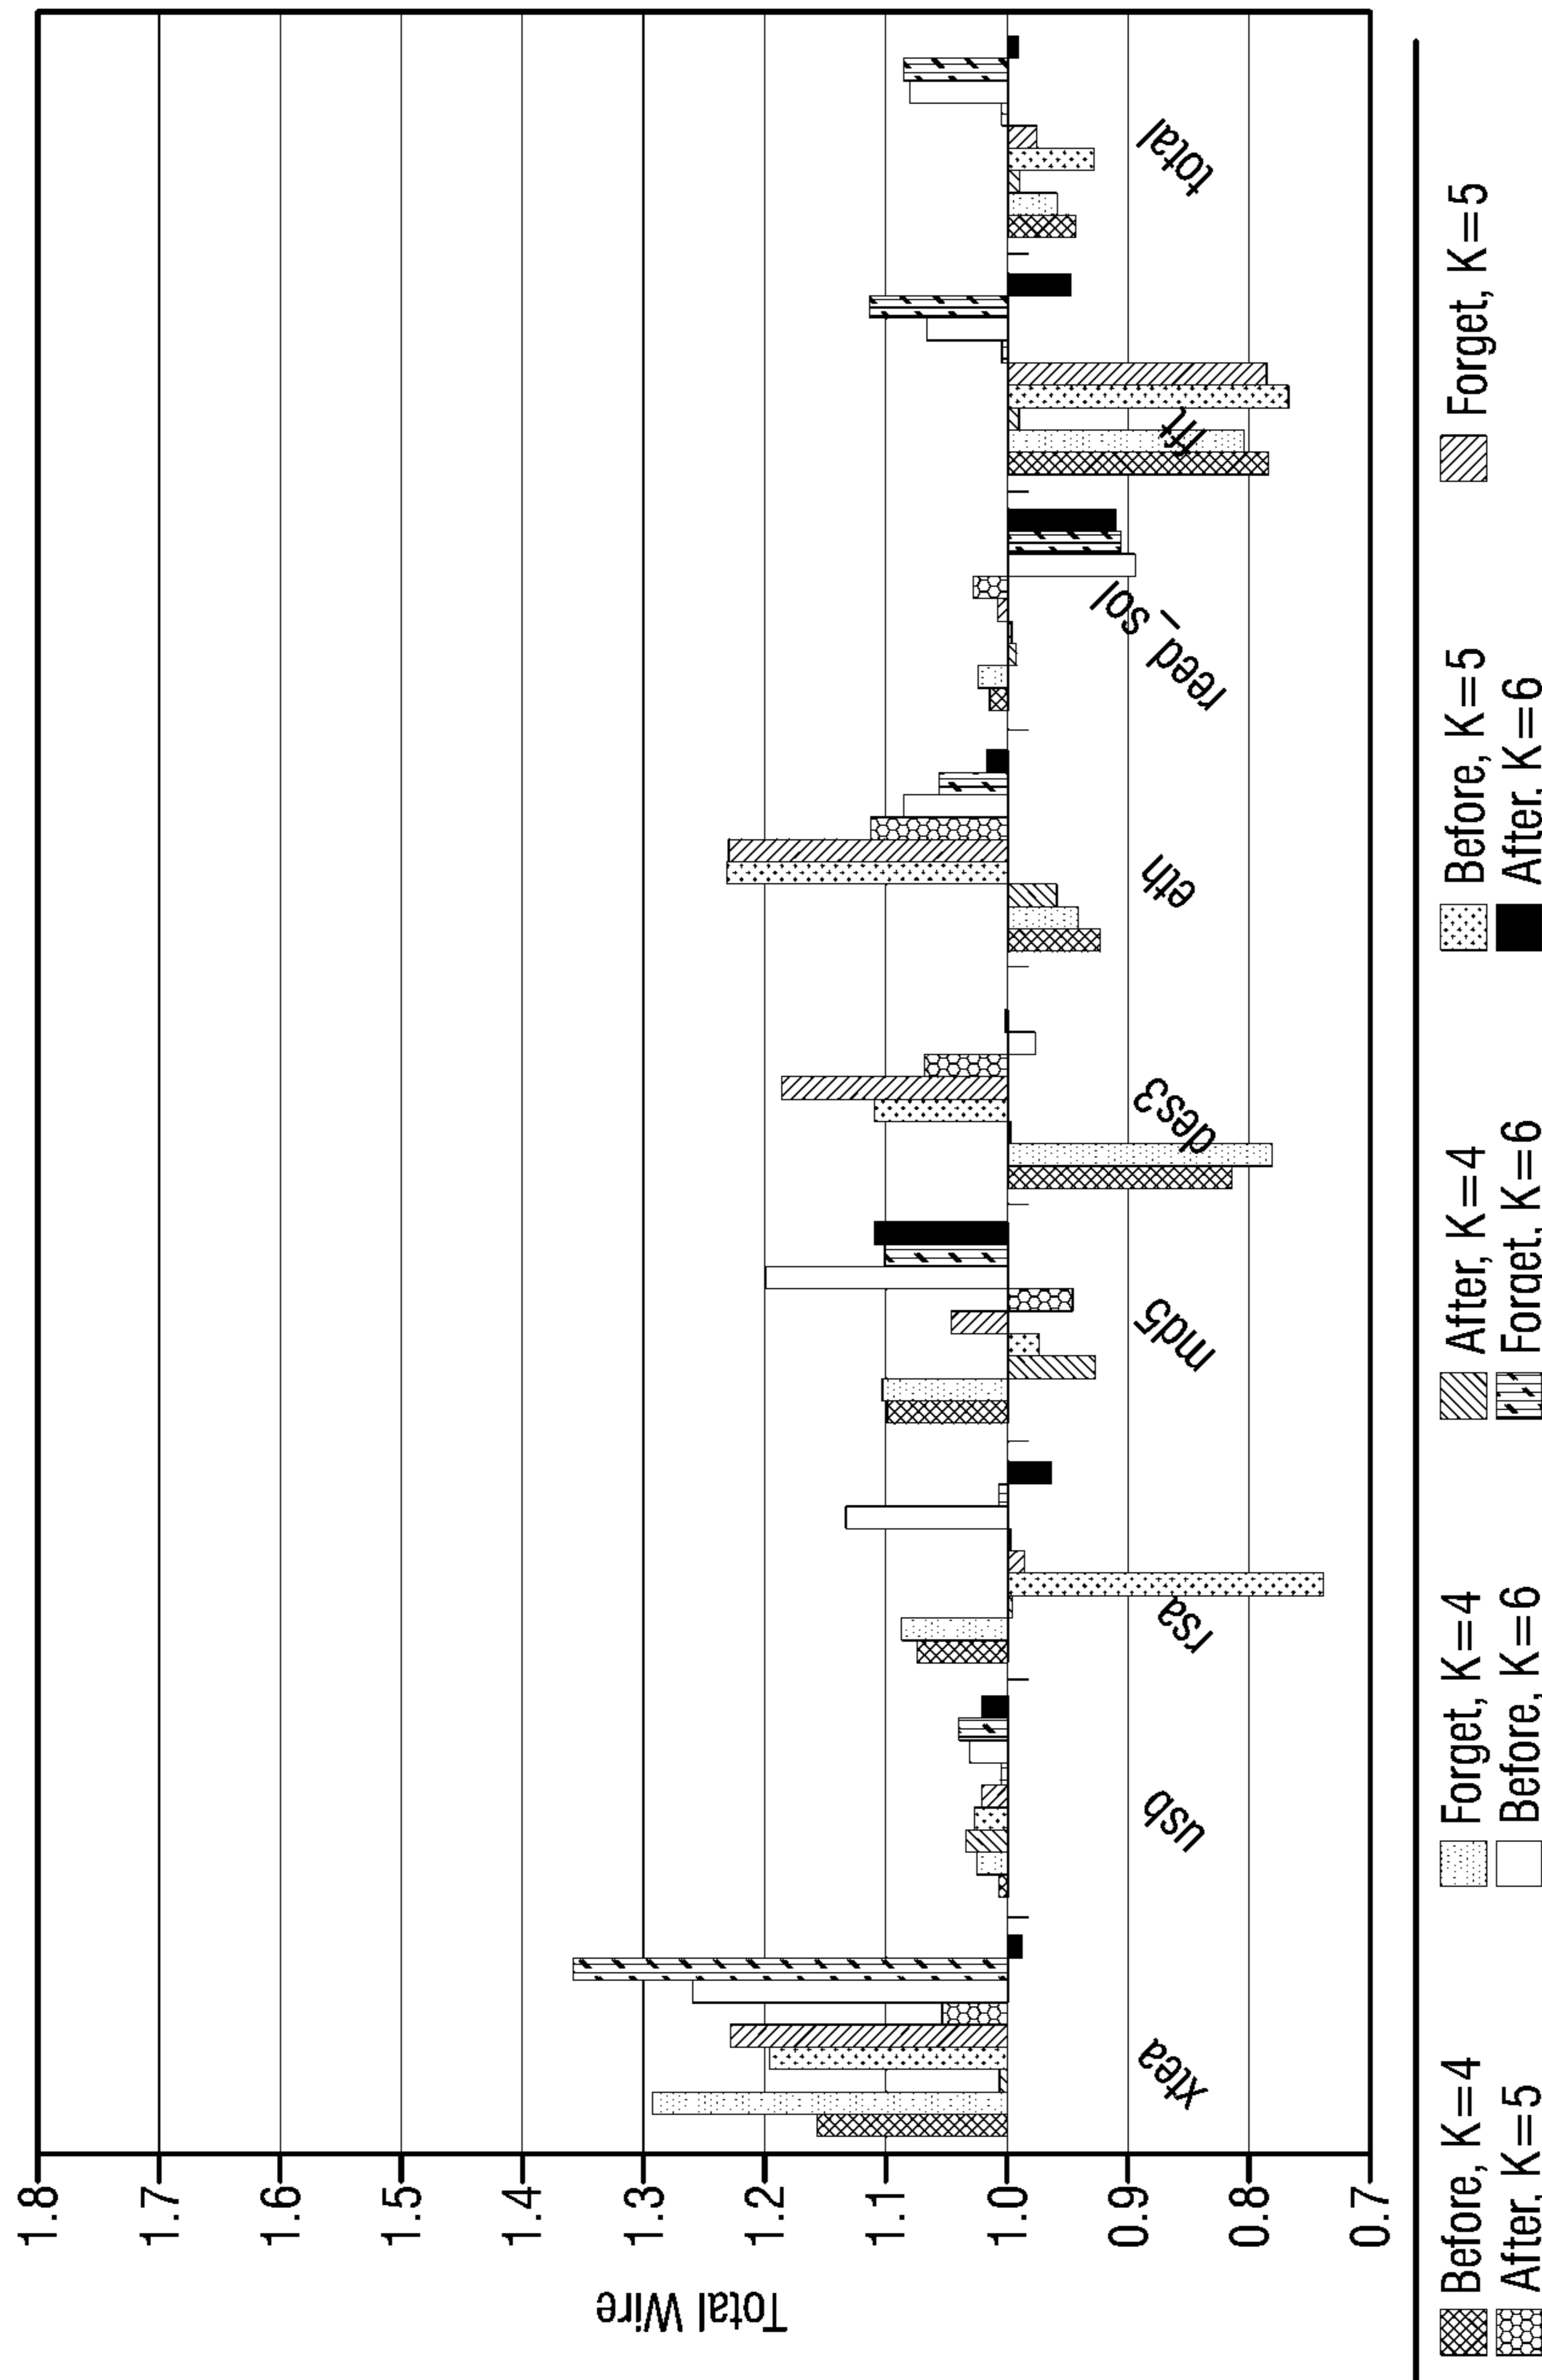 Total Wire
1.8
1.7
1.6
1.5
1.4
1.3
1.2
1.1
1.0
0.9
0.8
0.7
xtea
usb
rsa
md5
des3
eth
reed_sol
fft
total
Before, K=4
Forget, K=4
After, K=4
Before, K=5
Forget, K=5
After, K=5
Before, K=6
Forget, K=6
After, K=6